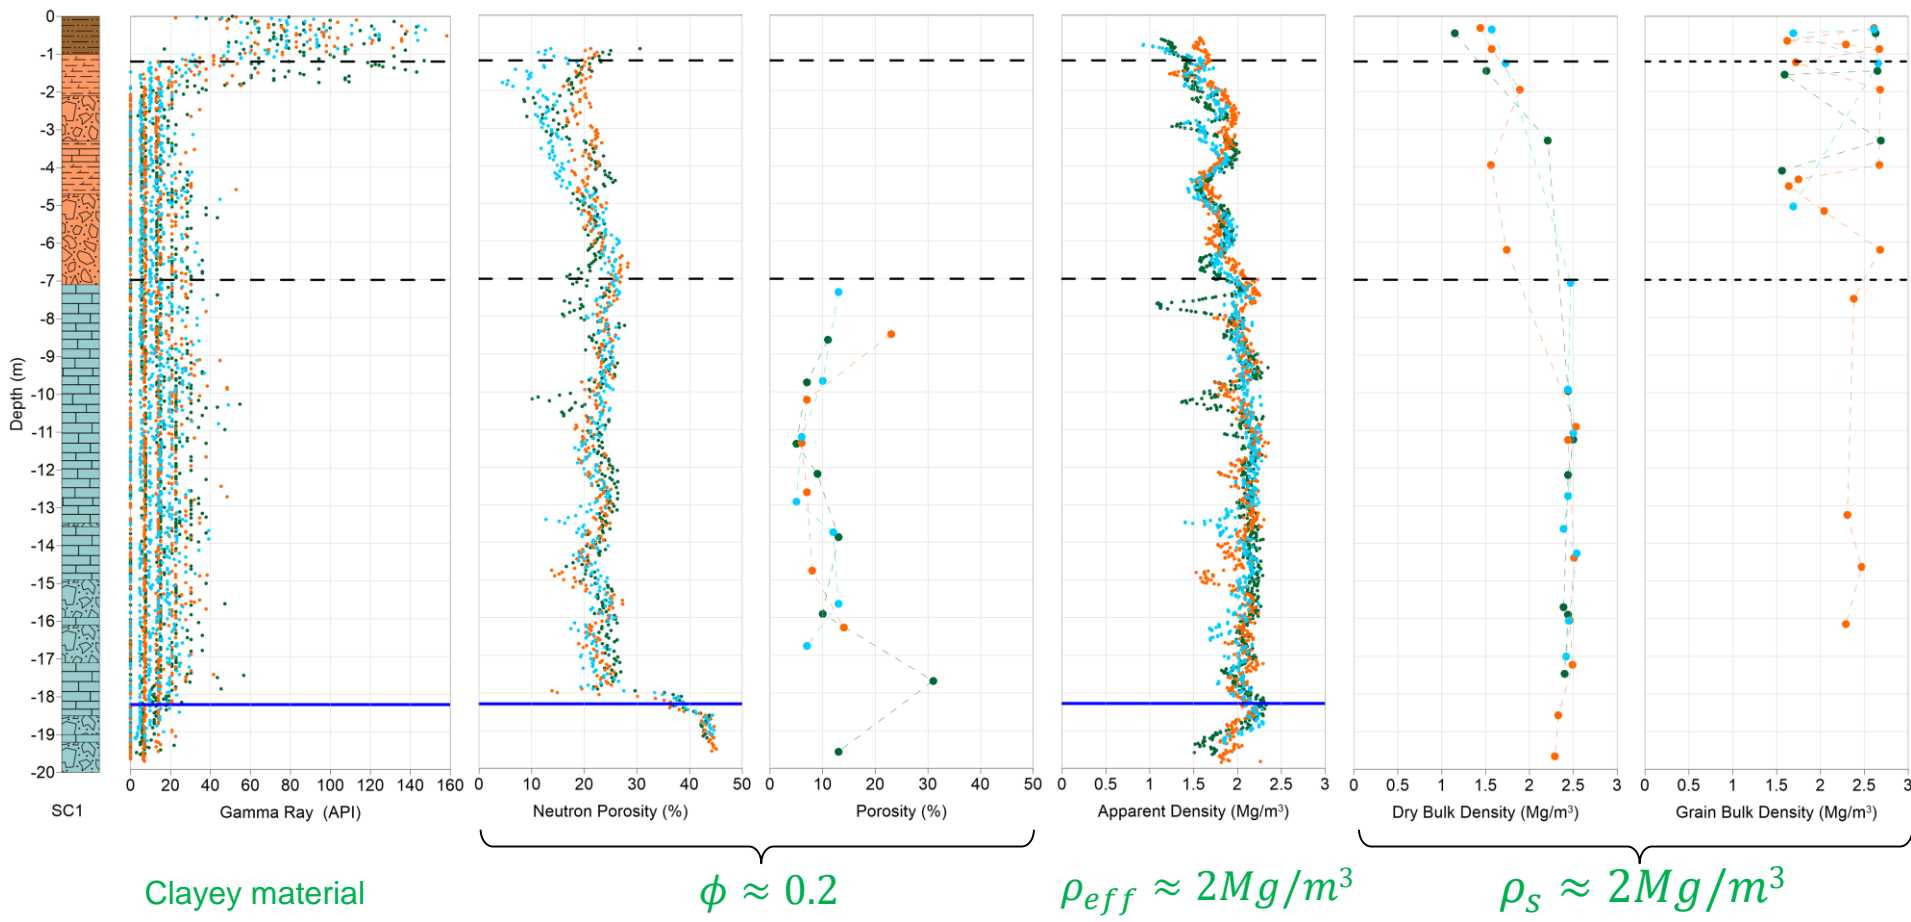 Depth (m)
0
-1
-2
-3
-4
-5
-6
-7
-8
-9
-10
-11
-12
-13
-14
-15
-16
-17
-18
-19
-20
0 20 40 60 80 100 120 140 160
0 10 20 30 40 50
0 10 20 30 40 50
0 0.5 1 1.5 2 2.5 3
0 0.5 1 1.5 2 2.5 3
0 0.5 1 1.5 2 2.5 3
SC1
Gamma Ray (API)
Neutron Porosity (%)
Porosity (%)
Apparent Density (Mg/m³)
Dry Bulk Density (Mg/m³)
Grain Bulk Density (Mg/m³)
Clayey material
ϕ ≈ 0.2
ρ_eff ≈ 2Mg/m³
ρ_s ≈ 2Mg/m³